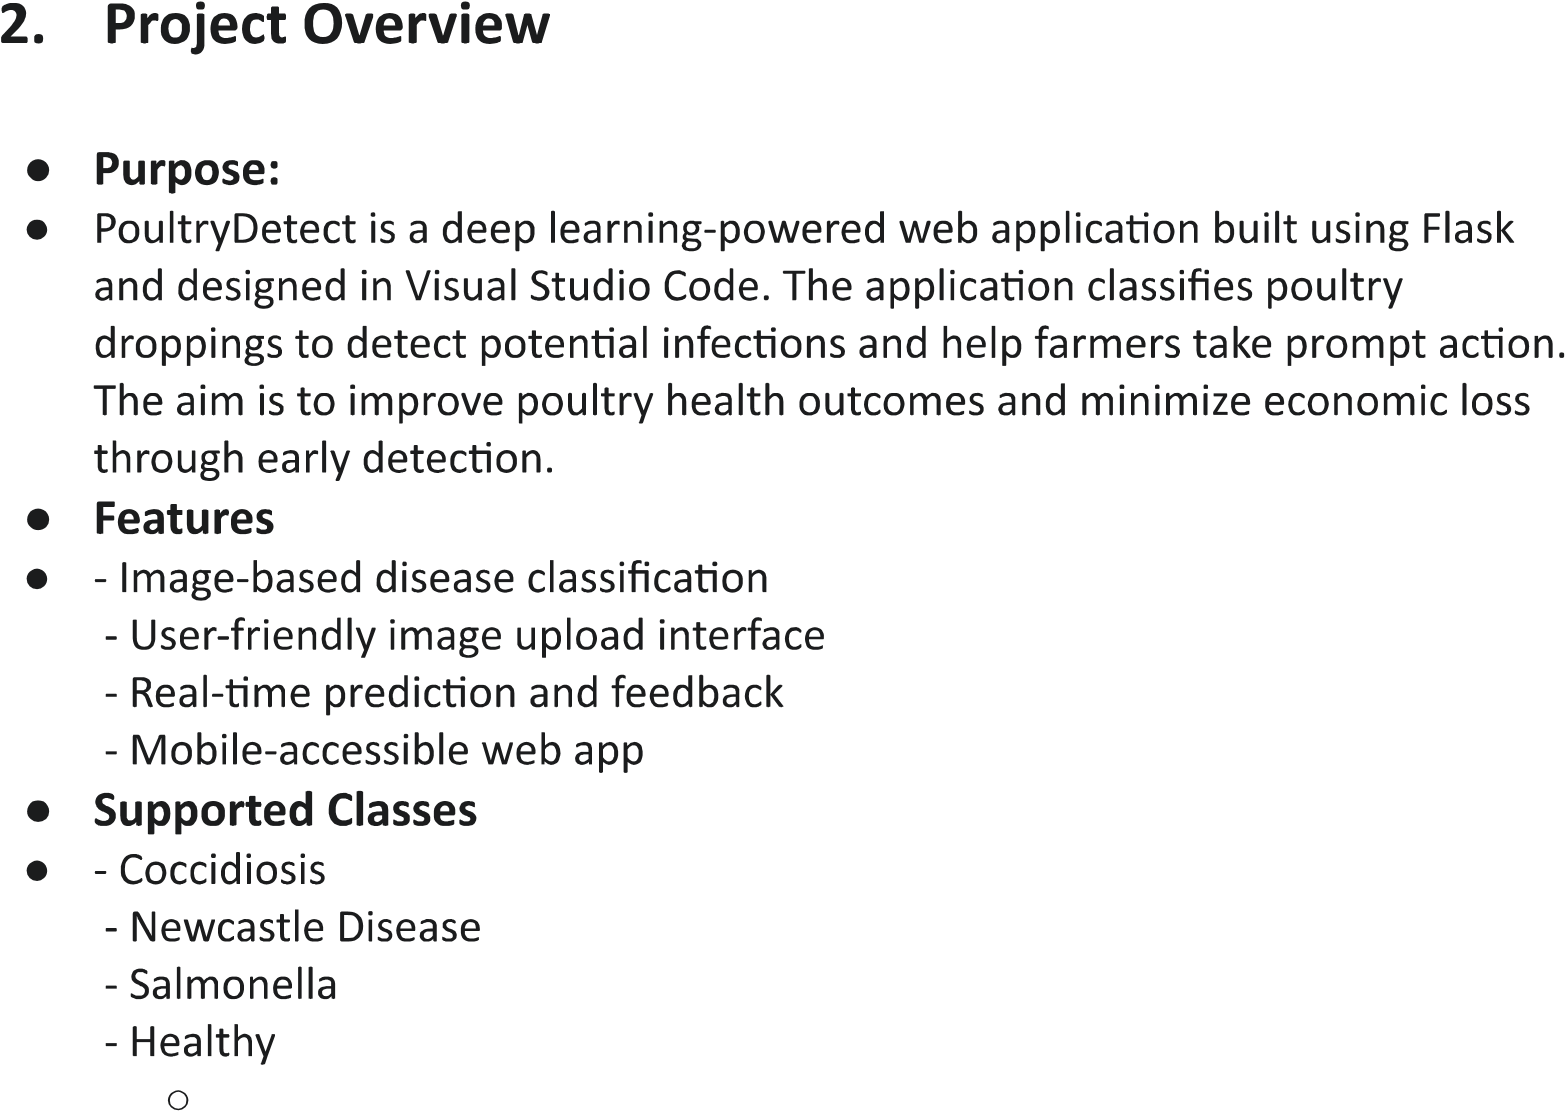 2. Project Overview
● Purpose:
● PoultryDetect is a deep learning-powered web application built using Flask
and designed in Visual Studio Code. The application classifies poultry
droppings to detect potential infections and help farmers take prompt action.
The aim is to improve poultry health outcomes and minimize economic loss
through early detection.
● Features
● - Image-based disease classification
- User-friendly image upload interface
- Real-time prediction and feedback
- Mobile-accessible web app
● Supported Classes
● - Coccidiosis
- Newcastle Disease
- Salmonella
- Healthy
○